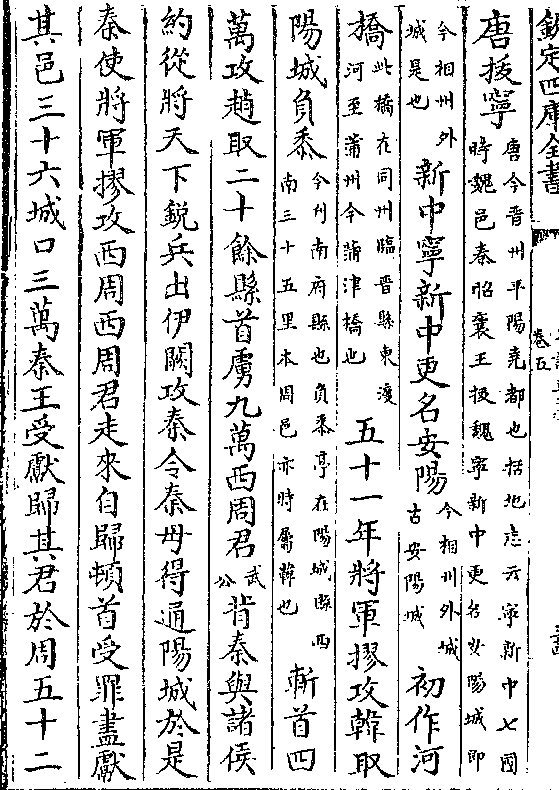 欽定四庫全書
卷五
唐拔寧唐今晉州平陽堯都也括地志云寧新中七國
時魏邑秦昭襄王拔魏寧新中更名安陽城即
今相州外
城是也新中寧新中更名安陽今相州外城
古安陽城初作河
橋此橋在同州臨晉縣東渡
河至蒲州今蒲津橋也五十一年將軍摎攻韓取
陽城負黍今刋南府縣也負黍亭在陽城縣西
南三十五里本周邑亦時屬韓也斬首四
萬攻趙取二十餘縣首虜九萬西周君武
公背秦與諸侯
約從將天下銳兵出伊闕攻秦令秦毋得通陽城於是
秦使將軍摎攻西周西周君走來自歸頓首受罪盡獻
其邑三十六城口三萬秦王受獻歸其君於周五十二